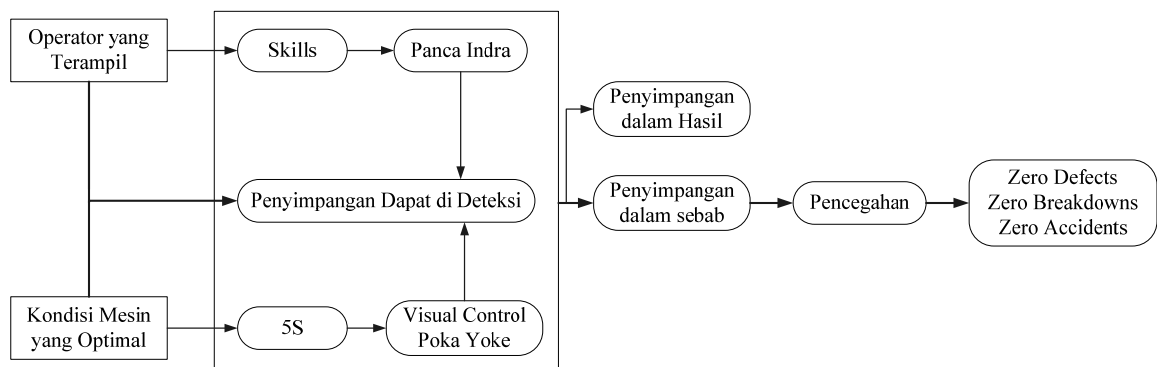 Operator yang
Terampil
Skills
Panca Indra
Penyimpangan
dalam Hasil
Penyimpangan Dapat di Deteksi
Penyimpangan
dalam sebab
Pencegahan
Zero Defects
Zero Breakdowns
Zero Accidents
Kondisi Mesin
yang Optimal
5S
Visual Control
Poka Yoke